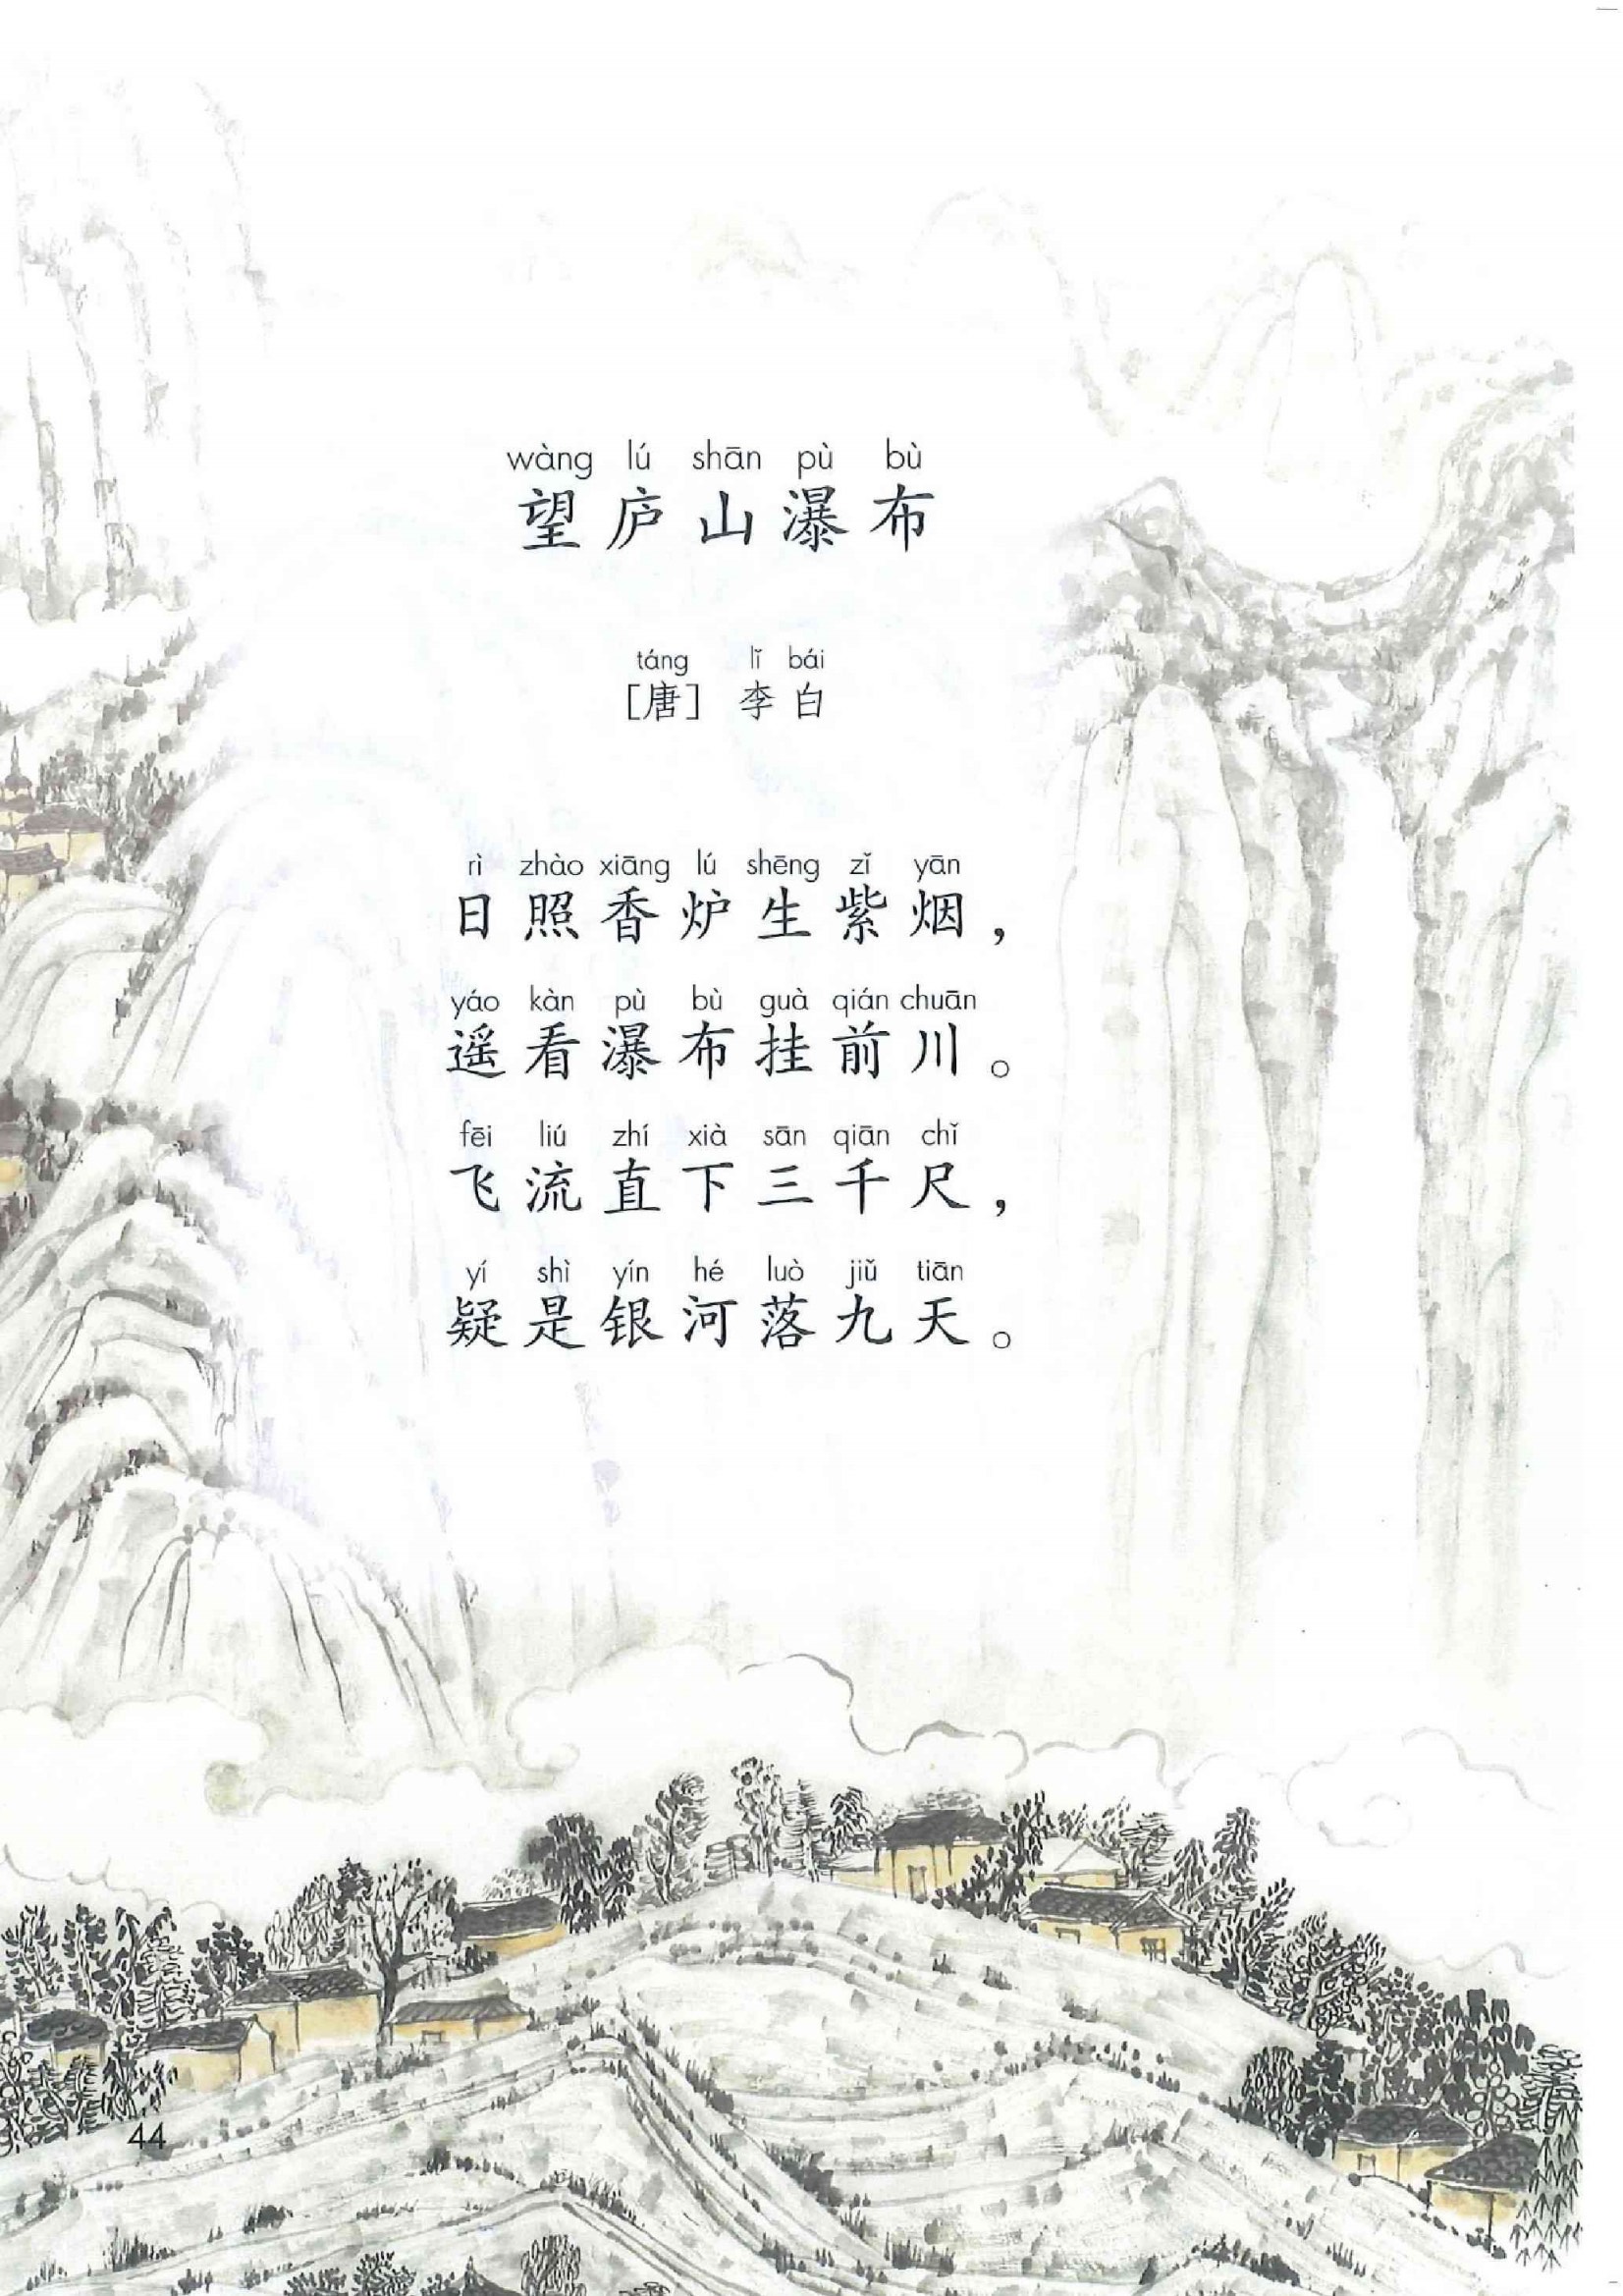 wàng lú shān pù bù
望庐山瀑布
táng lǐ bái
[唐] 李白
rì zhào xiāng lú shēng zǐ yān
日照香炉生紫烟，
yáo kàn pù bù guà qián chuān
遥看瀑布挂前川。
fēi liú zhí xià sān qiān chǐ
飞流直下三千尺，
yí shì yín hé luò jiǔ tiān
疑是银河落九天。
44